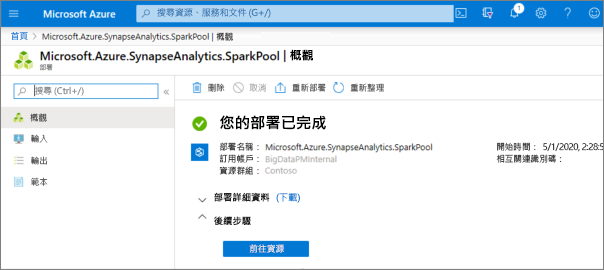 Microsoft Azure
搜尋資源、服務和文件 (G+/)
1
首頁 > Microsoft.Azure.SynapseAnalytics.SparkPool | 概觀
Microsoft.Azure.SynapseAnalytics.SparkPool | 概觀
部署
搜尋 (Ctrl+/)
«
刪除
取消
重新部署
重新整理
概觀
輸入
輸出
範本
您的部署已完成
部署名稱： Microsoft.Azure.SynapseAnalytics.SparkPool
訂用帳戶： BigDataPMInternal
資源群組： Contoso
開始時間： 5/1/2020, 2:28:5
相互關連識別碼：
部署詳細資料 (下載)
後續步驟
前往資源